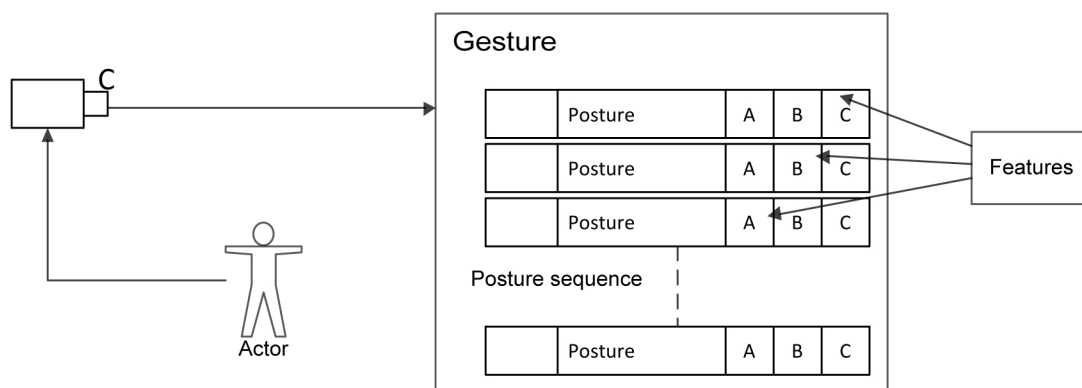 Gesture
C
Posture A B C
Posture A B C
Features
Posture A B C
Posture sequence
Actor
Posture A B C